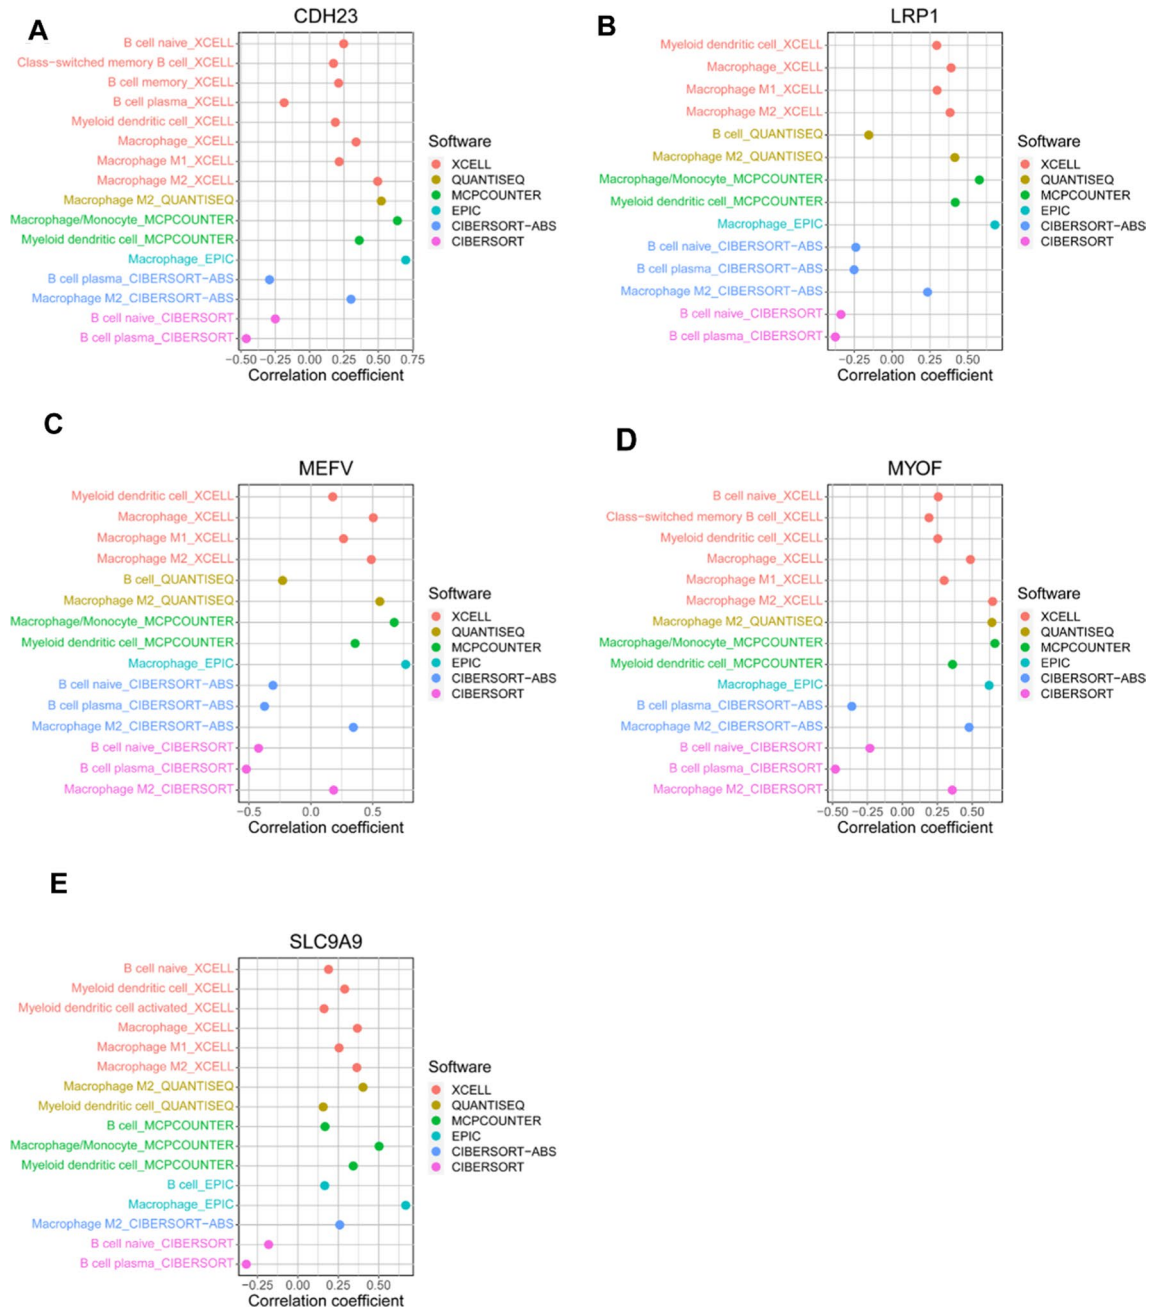 A
CDH23
B cell naive_XCELL
Class−switched memory B cell_XCELL
B cell memory_XCELL
B cell plasma_XCELL
Myeloid dendritic cell_XCELL
Macrophage_XCELL
Macrophage M1_XCELL
Macrophage M2_XCELL
Macrophage M2_QUANTISEQ
Macrophage/Monocyte_MCPCOUNTER
Myeloid dendritic cell_MCPCOUNTER
Macrophage_EPIC
B cell plasma_CIBERSORT−ABS
Macrophage M2_CIBERSORT−ABS
B cell naive_CIBERSORT
B cell plasma_CIBERSORT
−0.50 −0.25 0.00 0.25 0.50 0.75
Correlation coefficient
Software
XCELL
QUANTISEQ
MCPCOUNTER
EPIC
CIBERSORT−ABS
CIBERSORT
B
LRP1
Myeloid dendritic cell_XCELL
Macrophage_XCELL
Macrophage M1_XCELL
Macrophage M2_XCELL
B cell_QUANTISEQ
Macrophage M2_QUANTISEQ
Macrophage/Monocyte_MCPCOUNTER
Myeloid dendritic cell_MCPCOUNTER
Macrophage_EPIC
B cell naive_CIBERSORT−ABS
B cell plasma_CIBERSORT−ABS
Macrophage M2_CIBERSORT−ABS
B cell naive_CIBERSORT
B cell plasma_CIBERSORT
−0.25 0.00 0.25 0.50
Correlation coefficient
Software
XCELL
QUANTISEQ
MCPCOUNTER
EPIC
CIBERSORT−ABS
CIBERSORT
C
MEFV
Myeloid dendritic cell_XCELL
Macrophage_XCELL
Macrophage M1_XCELL
Macrophage M2_XCELL
B cell_QUANTISEQ
Macrophage M2_QUANTISEQ
Macrophage/Monocyte_MCPCOUNTER
Myeloid dendritic cell_MCPCOUNTER
Macrophage_EPIC
B cell naive_CIBERSORT−ABS
B cell plasma_CIBERSORT−ABS
Macrophage M2_CIBERSORT−ABS
B cell naive_CIBERSORT
B cell plasma_CIBERSORT
Macrophage M2_CIBERSORT
−0.5 0.0 0.5
Correlation coefficient
Software
XCELL
QUANTISEQ
MCPCOUNTER
EPIC
CIBERSORT−ABS
CIBERSORT
D
MYOF
B cell naive_XCELL
Class−switched memory B cell_XCELL
Myeloid dendritic cell_XCELL
Macrophage_XCELL
Macrophage M1_XCELL
Macrophage M2_XCELL
Macrophage M2_QUANTISEQ
Macrophage/Monocyte_MCPCOUNTER
Myeloid dendritic cell_MCPCOUNTER
Macrophage_EPIC
B cell plasma_CIBERSORT−ABS
Macrophage M2_CIBERSORT−ABS
B cell naive_CIBERSORT
B cell plasma_CIBERSORT
Macrophage M2_CIBERSORT
−0.50 −0.25 0.00 0.25 0.50
Correlation coefficient
Software
XCELL
QUANTISEQ
MCPCOUNTER
EPIC
CIBERSORT−ABS
CIBERSORT
E
SLC9A9
B cell naive_XCELL
Myeloid dendritic cell_XCELL
Myeloid dendritic cell activated_XCELL
Macrophage_XCELL
Macrophage M1_XCELL
Macrophage M2_XCELL
Macrophage M2_QUANTISEQ
Myeloid dendritic cell_QUANTISEQ
B cell_MCPCOUNTER
Macrophage/Monocyte_MCPCOUNTER
Myeloid dendritic cell_MCPCOUNTER
B cell_EPIC
Macrophage_EPIC
Macrophage M2_CIBERSORT−ABS
B cell naive_CIBERSORT
B cell plasma_CIBERSORT
−0.25 0.00 0.25 0.50
Correlation coefficient
Software
XCELL
QUANTISEQ
MCPCOUNTER
EPIC
CIBERSORT−ABS
CIBERSORT